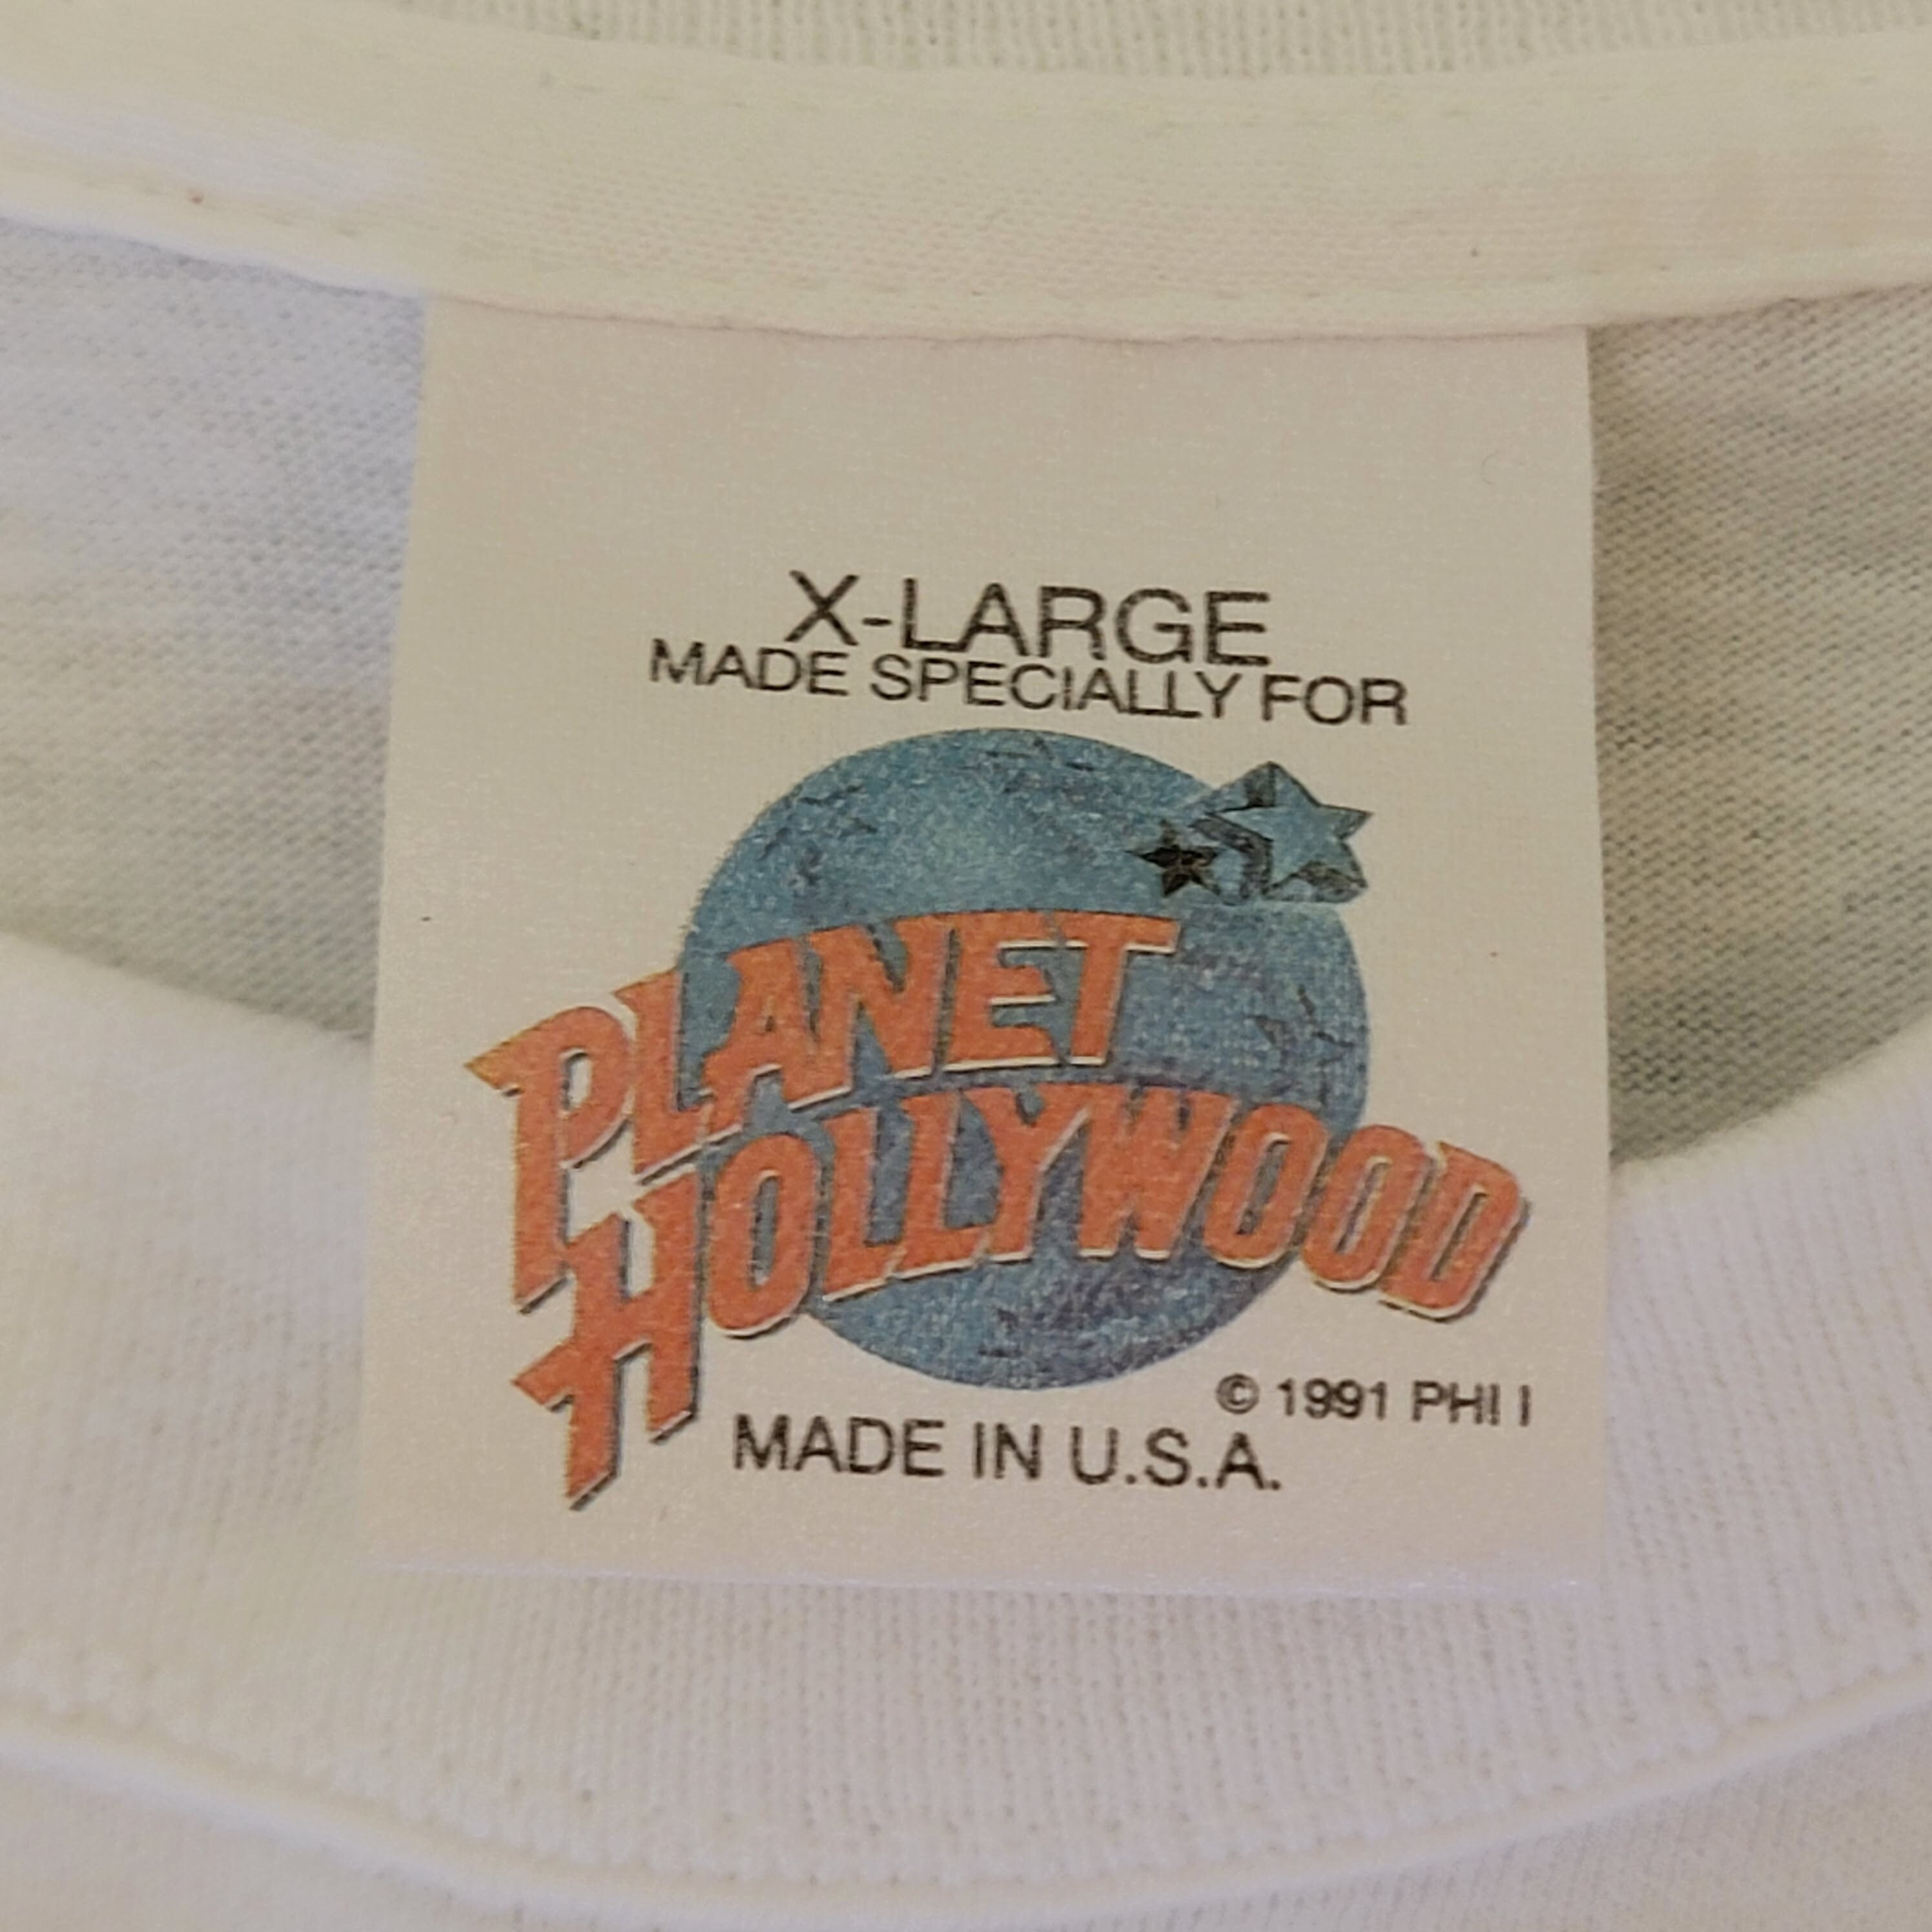 X-LARGE
MADE SPECIALLY FOR
PLANET
HOLLYWOOD
© 1991 PHI I
MADE IN U.S.A.